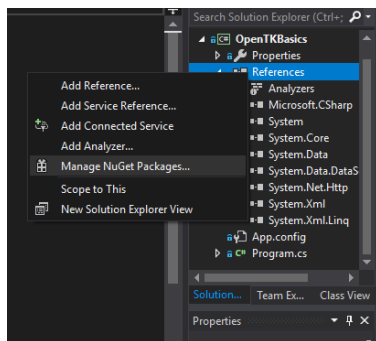 Search Solution Explorer (Ctrl+;
OpenTKBasics
Properties
References
Analyzers
Microsoft.CSharp
System
System.Core
System.Data
System.Data.DataS
System.Net.Http
System.Xml
System.Xml.Linq
App.config
C# Program.cs
Add Reference...
Add Service Reference...
Add Connected Service
Add Analyzer...
Manage NuGet Packages...
Scope to This
New Solution Explorer View
Solution... Team Ex... Class View
Properties